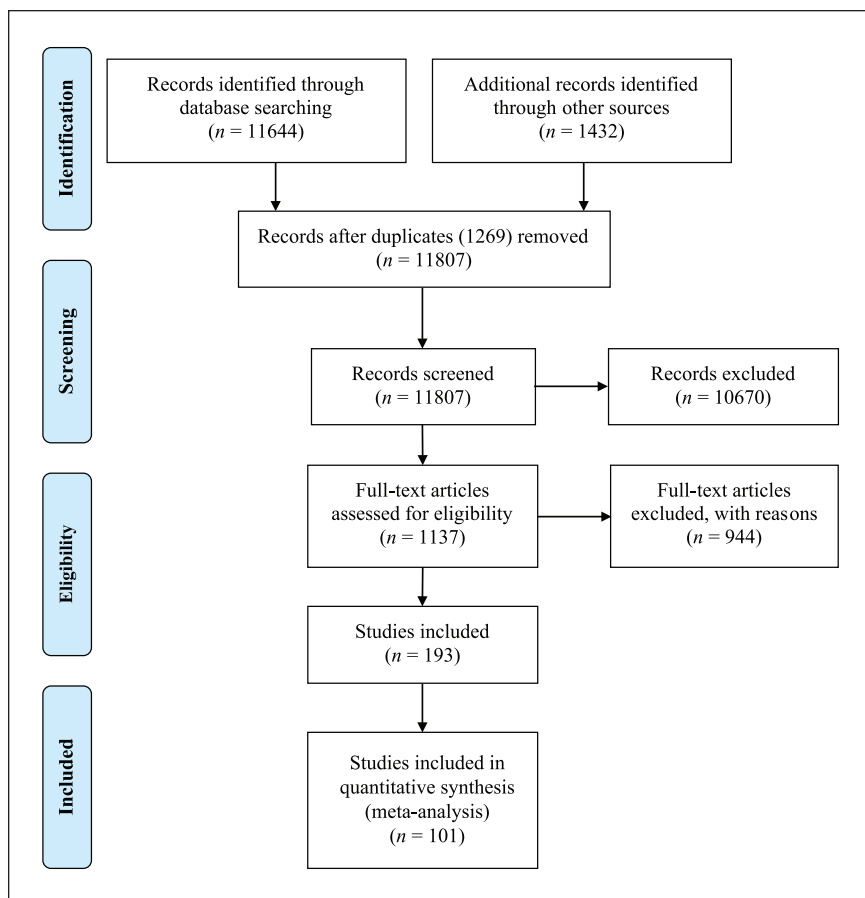 Identification
Records identified through
database searching
(n = 11644)
Additional records identified
through other sources
(n = 1432)
Records after duplicates (1269) removed
(n = 11807)
Screening
Records screened
(n = 11807)
Records excluded
(n = 10670)
Eligibility
Full-text articles
assessed for eligibility
(n = 1137)
Full-text articles
excluded, with reasons
(n = 944)
Studies included
(n = 193)
Included
Studies included in
quantitative synthesis
(meta-analysis)
(n = 101)